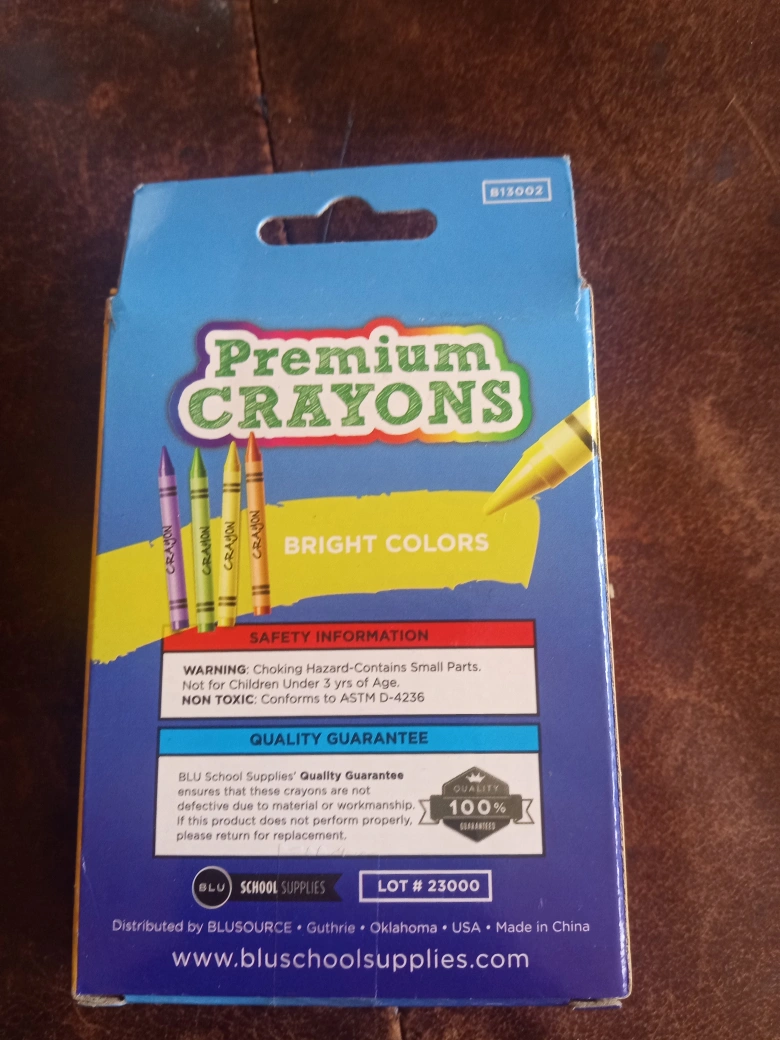 B13002
Premium
CRAYONS
CRAYON
CRAYON
CRAYON
CRAYON
BRIGHT COLORS
SAFETY INFORMATION
WARNING: Choking Hazard-Contains Small Parts.
Not for Children Under 3 yrs of Age.
NON TOXIC: Conforms to ASTM D-4236
QUALITY GUARANTEE
BLU School Supplies' Quality Guarantee
ensures that these crayons are not
defective due to material or workmanship.
If this product does not perform properly,
please return for replacement.
QUALITY
100%
GUARANTEED
BLU SCHOOL SUPPLIES
LOT # 23000
Distributed by BLUSOURCE • Guthrie • Oklahoma • USA • Made in China
www.bluschoolsupplies.com